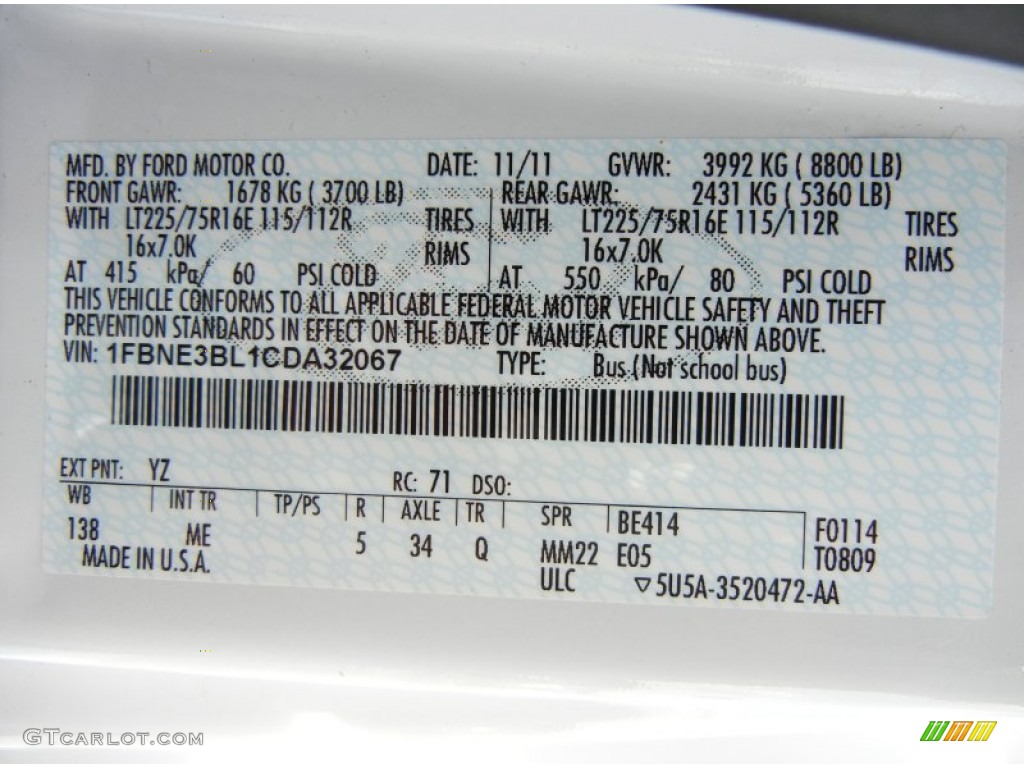 MFD. BY FORD MOTOR CO. DATE: 11/11 GVWR: 3992 KG ( 8800 LB)
FRONT GAWR: 1678 KG ( 3700 LB) REAR GAWR: 2431 KG ( 5360 LB)
WITH LT225/75R16E 115/112R TIRES WITH LT225/75R16E 115/112R TIRES
16x7.0K RIMS 16x7.0K RIMS
AT 415 kPa/ 60 PSI COLD AT 550 kPa/ 80 PSI COLD
THIS VEHICLE CONFORMS TO ALL APPLICABLE FEDERAL MOTOR VEHICLE SAFETY AND THEFT
PREVENTION STANDARDS IN EFFECT ON THE DATE OF MANUFACTURE SHOWN ABOVE.
VIN: 1FBNE3BL1CDA32067 TYPE: Bus (Not school bus)
EXT PNT: YZ RC: 71 DSO:
WB INT TR TP/PS R AXLE TR SPR BE414 F0114
138 ME 5 34 Q MM22 E05 T0809
MADE IN U.S.A. ULC ▽5U5A-3520472-AA
GTCARLOT.COM